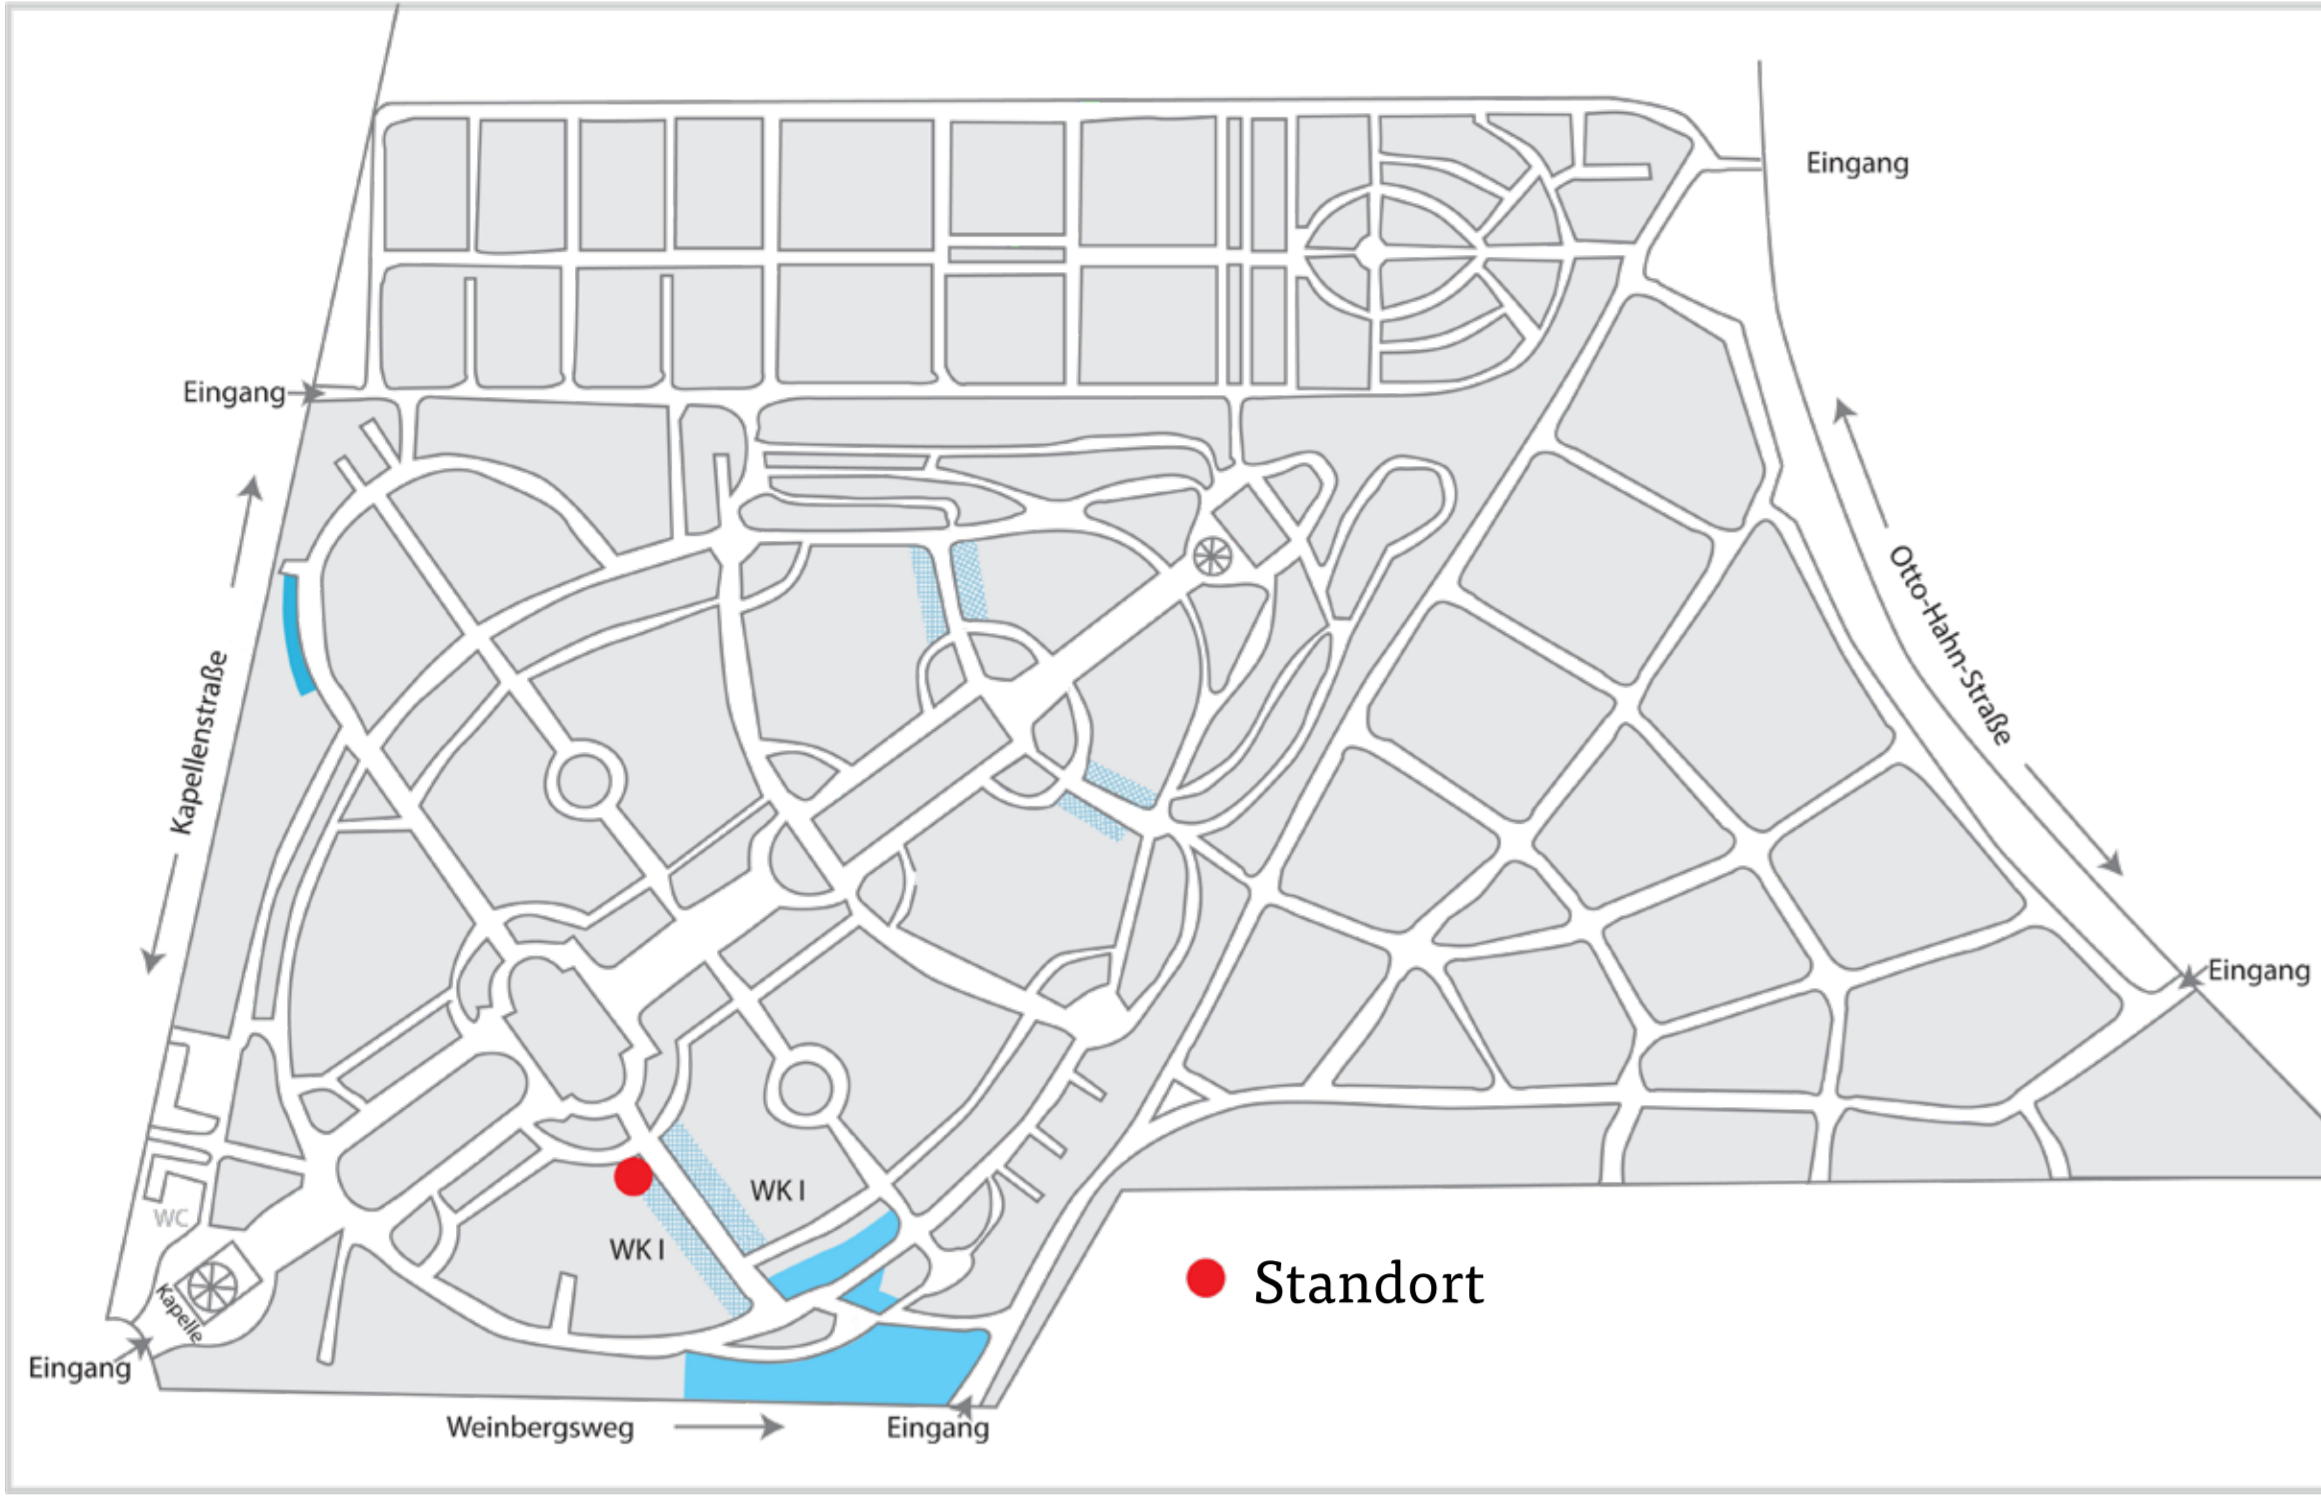 Eingang
Eingang
Otto-Hahn-Straße
Kapellenstraße
Eingang
WK I
WC
WK I
Kapelle
Standort
Eingang
Weinbergsweg
Eingang